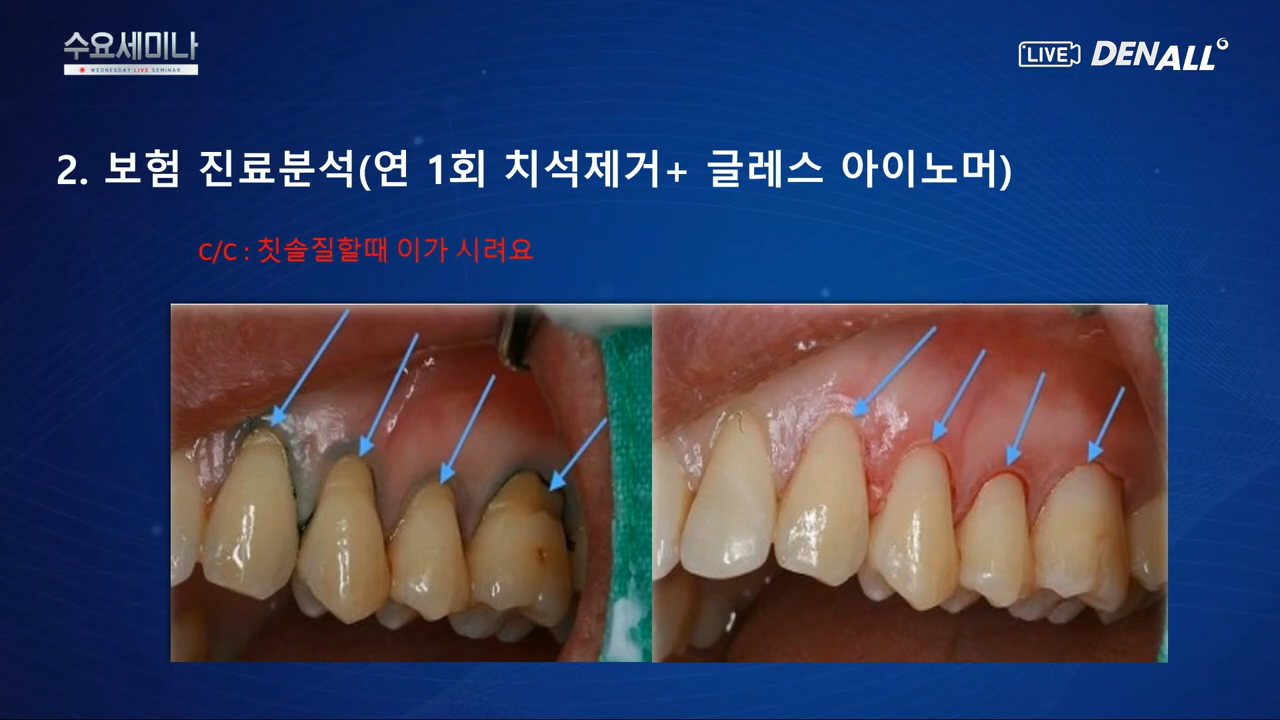 수요세미나
WEDNESDAY LIVE SEMINAR
LIVE
DENALL
2. 보험 진료분석(연 1회 치석제거+ 글레스 아이노머)
C/C : 칫솔질할때 이가 시려요